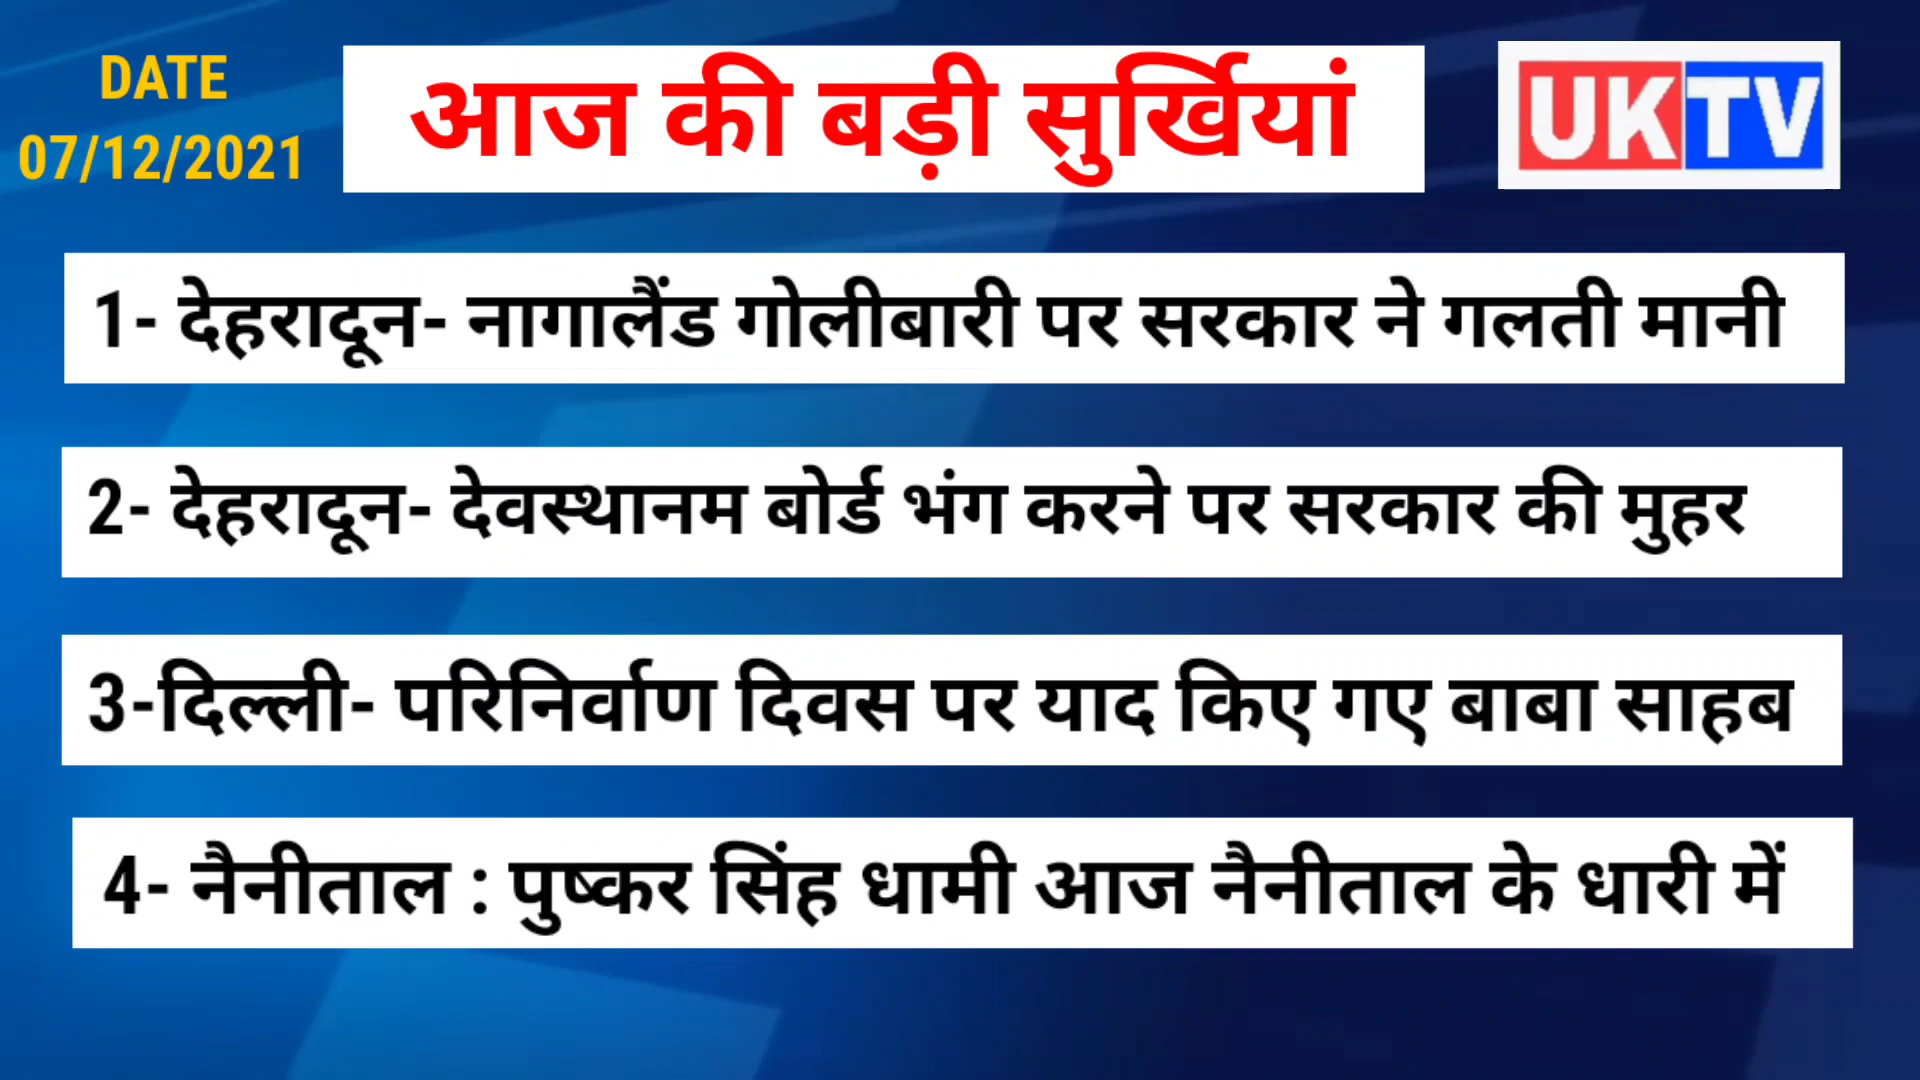 DATE
07/12/2021
आज की बड़ी सुर्खियां
UKTV
1- देहरादून- नागालैंड गोलीबारी पर सरकार ने गलती मानी
2- देहरादून- देवस्थानम बोर्ड भंग करने पर सरकार की मुहर
3-दिल्ली- परिनिर्वाण दिवस पर याद किए गए बाबा साहब
4- नैनीताल : पुष्कर सिंह धामी आज नैनीताल के धारी में